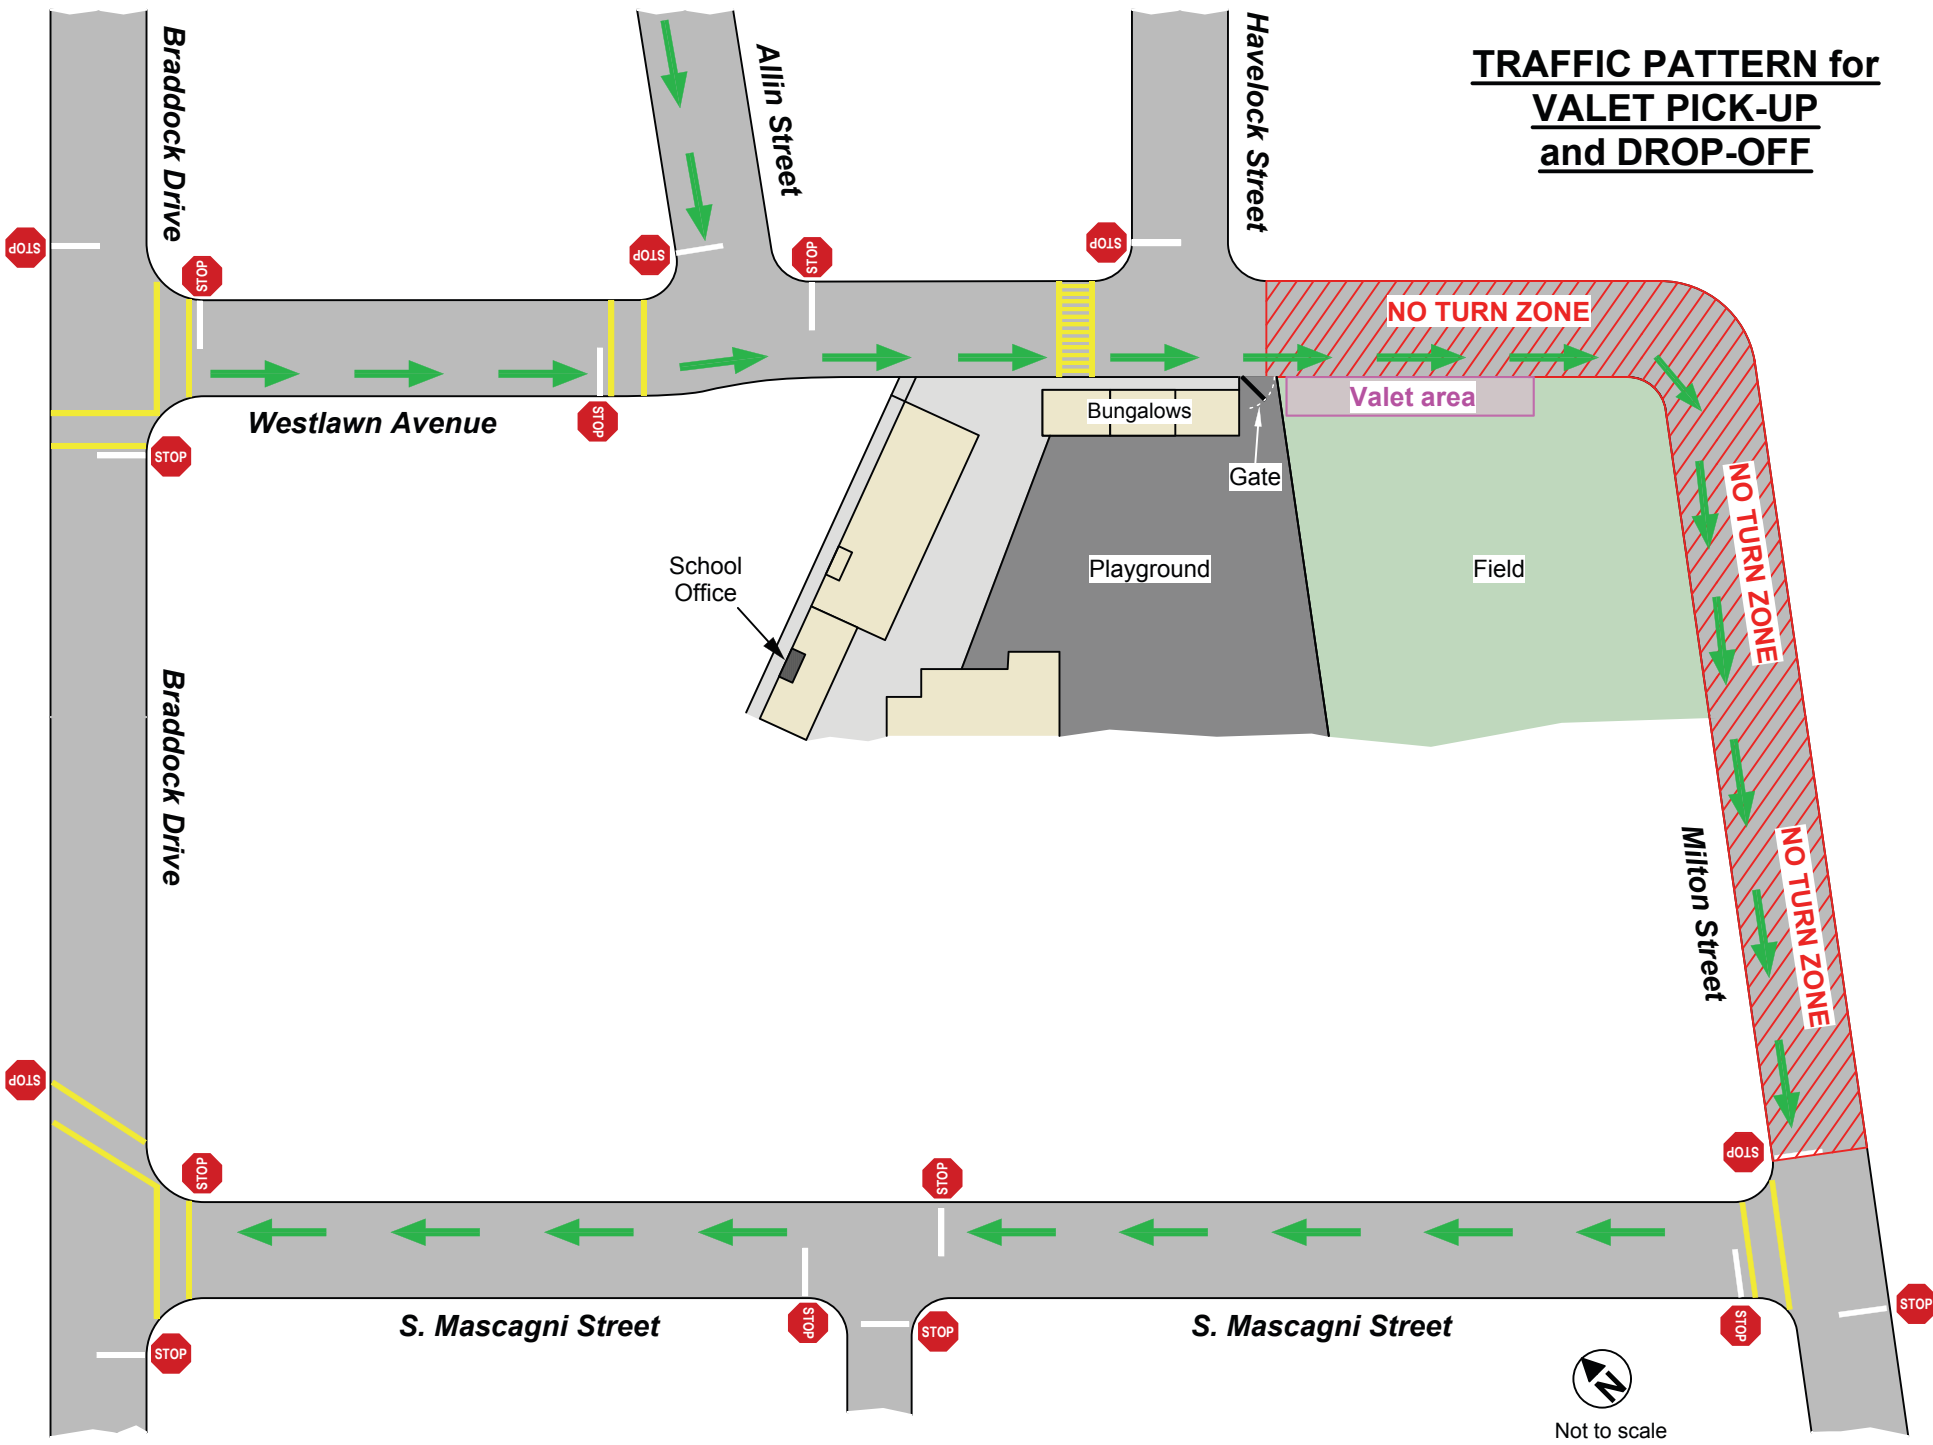 TRAFFIC PATTERN for
VALET PICK-UP
and DROP-OFF
Braddock Drive
Allin Street
Havelock Street
STOP
STOP
STOP
STOP
STOP
NO TURN ZONE
Valet area
Bungalows
Westlawn Avenue
STOP
STOP
Gate
NO TURN ZONE
School
Office
Playground
Field
Braddock Drive
Milton Street
NO TURN ZONE
STOP
STOP
STOP
STOP
S. Mascagni Street
S. Mascagni Street
STOP
STOP
STOP
STOP
STOP
N
Not to scale